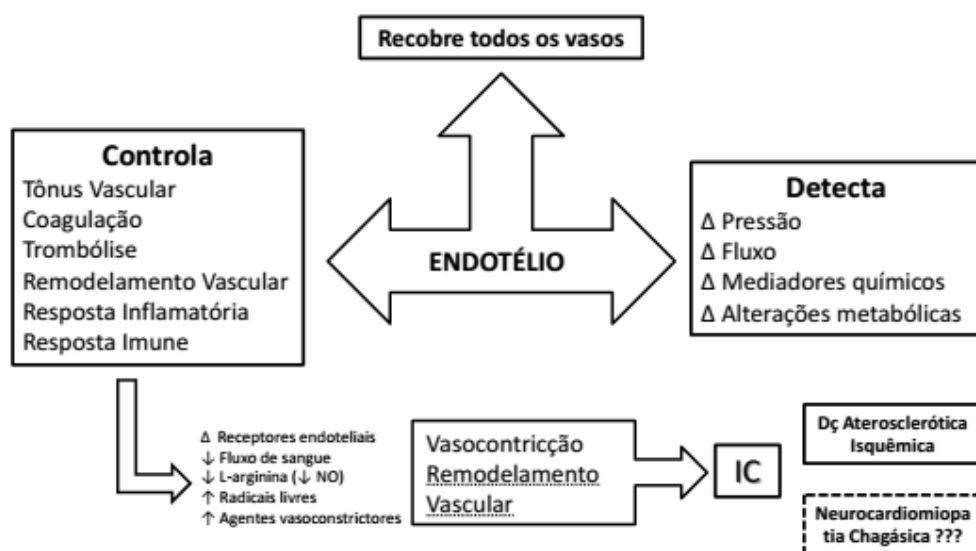 Recobre todos os vasos
Controla
Tônus Vascular
Coagulação
Trombólise
Remodelamento Vascular
Resposta Inflamatória
Resposta Imune
ENDOTÉLIO
Detecta
Δ Pressão
Δ Fluxo
Δ Mediadores químicos
Δ Alterações metabólicas
Δ Receptores endoteliais
↓ Fluxo de sangue
↓ L-arginina (↓ NO)
↑ Radicais livres
↑ Agentes vasoconstrictores
Vasocontricção
Remodelamento
Vascular
IC
Dç Aterosclerótica
Isquêmica
Neurocardiomiopa
tia Chagásica ???